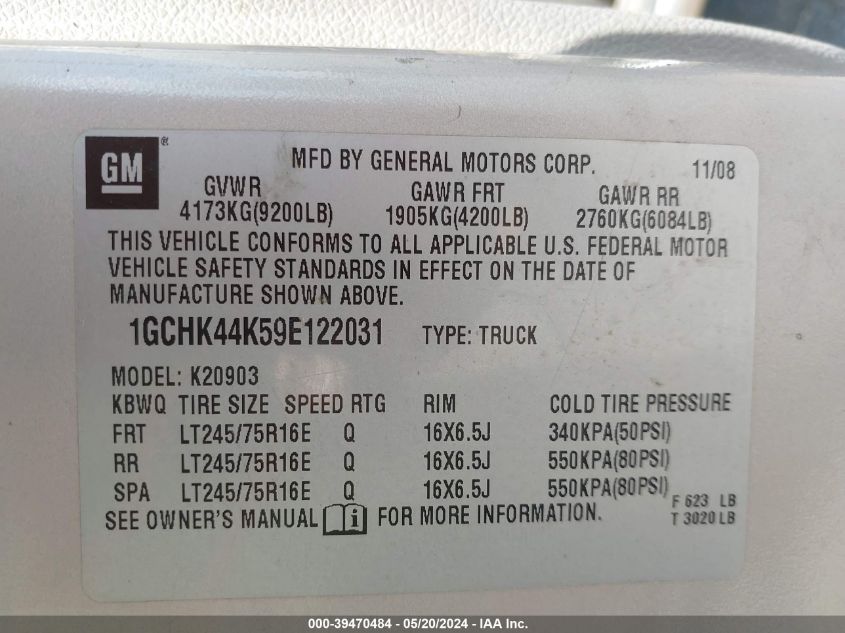 GM ® MFD BY GENERAL MOTORS CORP. 11/08
GVWR GAWR FRT GAWR RR
4173KG(9200LB) 1905KG(4200LB) 2760KG(6084LB)
THIS VEHICLE CONFORMS TO ALL APPLICABLE U.S. FEDERAL MOTOR
VEHICLE SAFETY STANDARDS IN EFFECT ON THE DATE OF
MANUFACTURE SHOWN ABOVE.
1GCHK44K59E122031 TYPE: TRUCK
MODEL: K20903
KBWQ TIRE SIZE SPEED RTG RIM COLD TIRE PRESSURE
FRT LT245/75R16E Q 16X6.5J 340KPA(50PSI)
RR LT245/75R16E Q 16X6.5J 550KPA(80PSI)
SPA LT245/75R16E Q 16X6.5J 550KPA(80PSI)
SEE OWNER'S MANUAL i FOR MORE INFORMATION. F 623 LB
T 3020 LB
000-39470484 - 05/20/2024 - IAA Inc.